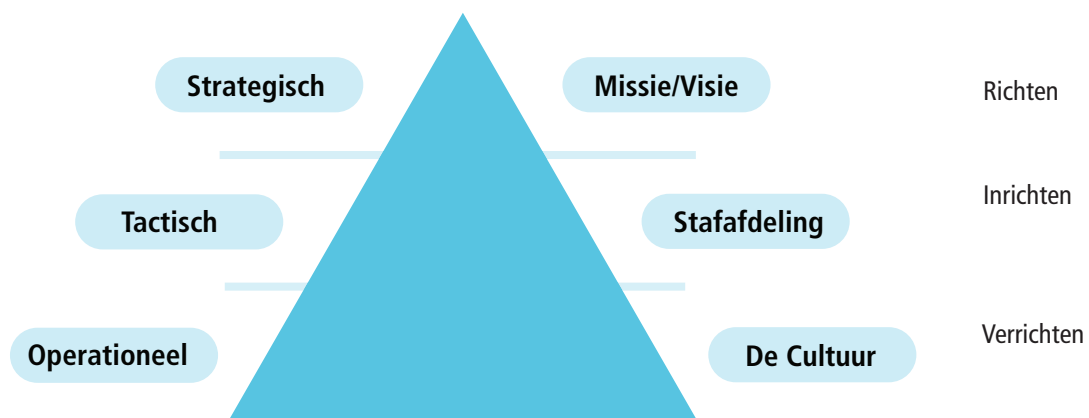 Strategisch
Missie/Visie
Richten
Tactisch
Stafafdeling
Inrichten
Operationeel
De Cultuur
Verrichten